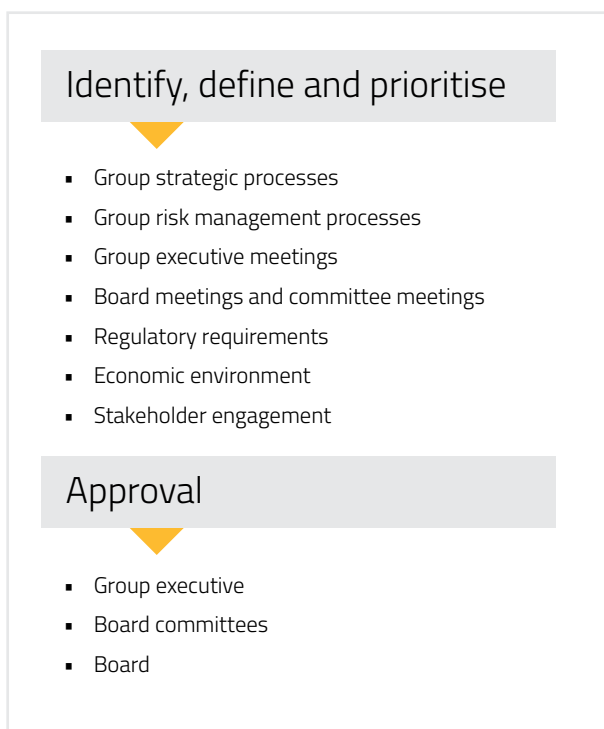 Identify, define and prioritise
▪ Group strategic processes
▪ Group risk management processes
▪ Group executive meetings
▪ Board meetings and committee meetings
▪ Regulatory requirements
▪ Economic environment
▪ Stakeholder engagement
Approval
▪ Group executive
▪ Board committees
▪ Board